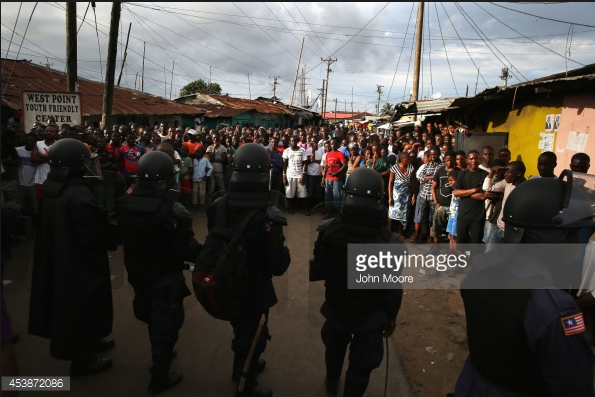 WEST POINT
YOUTH FRIENDLY
CENTER
gettyimages®
John Moore
453872086